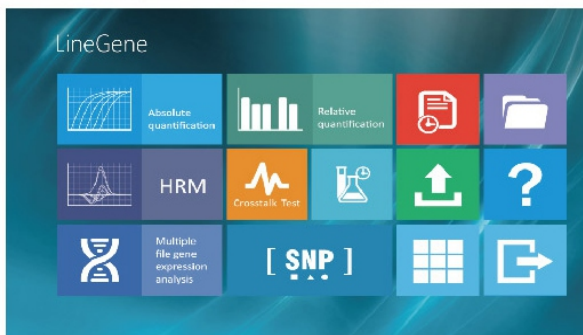 LineGene
Absolute
quantification
Relative
quantification
HRM
Crosstalk Test
?
Multiple
file gene
expression
analysis
[ SNP ]